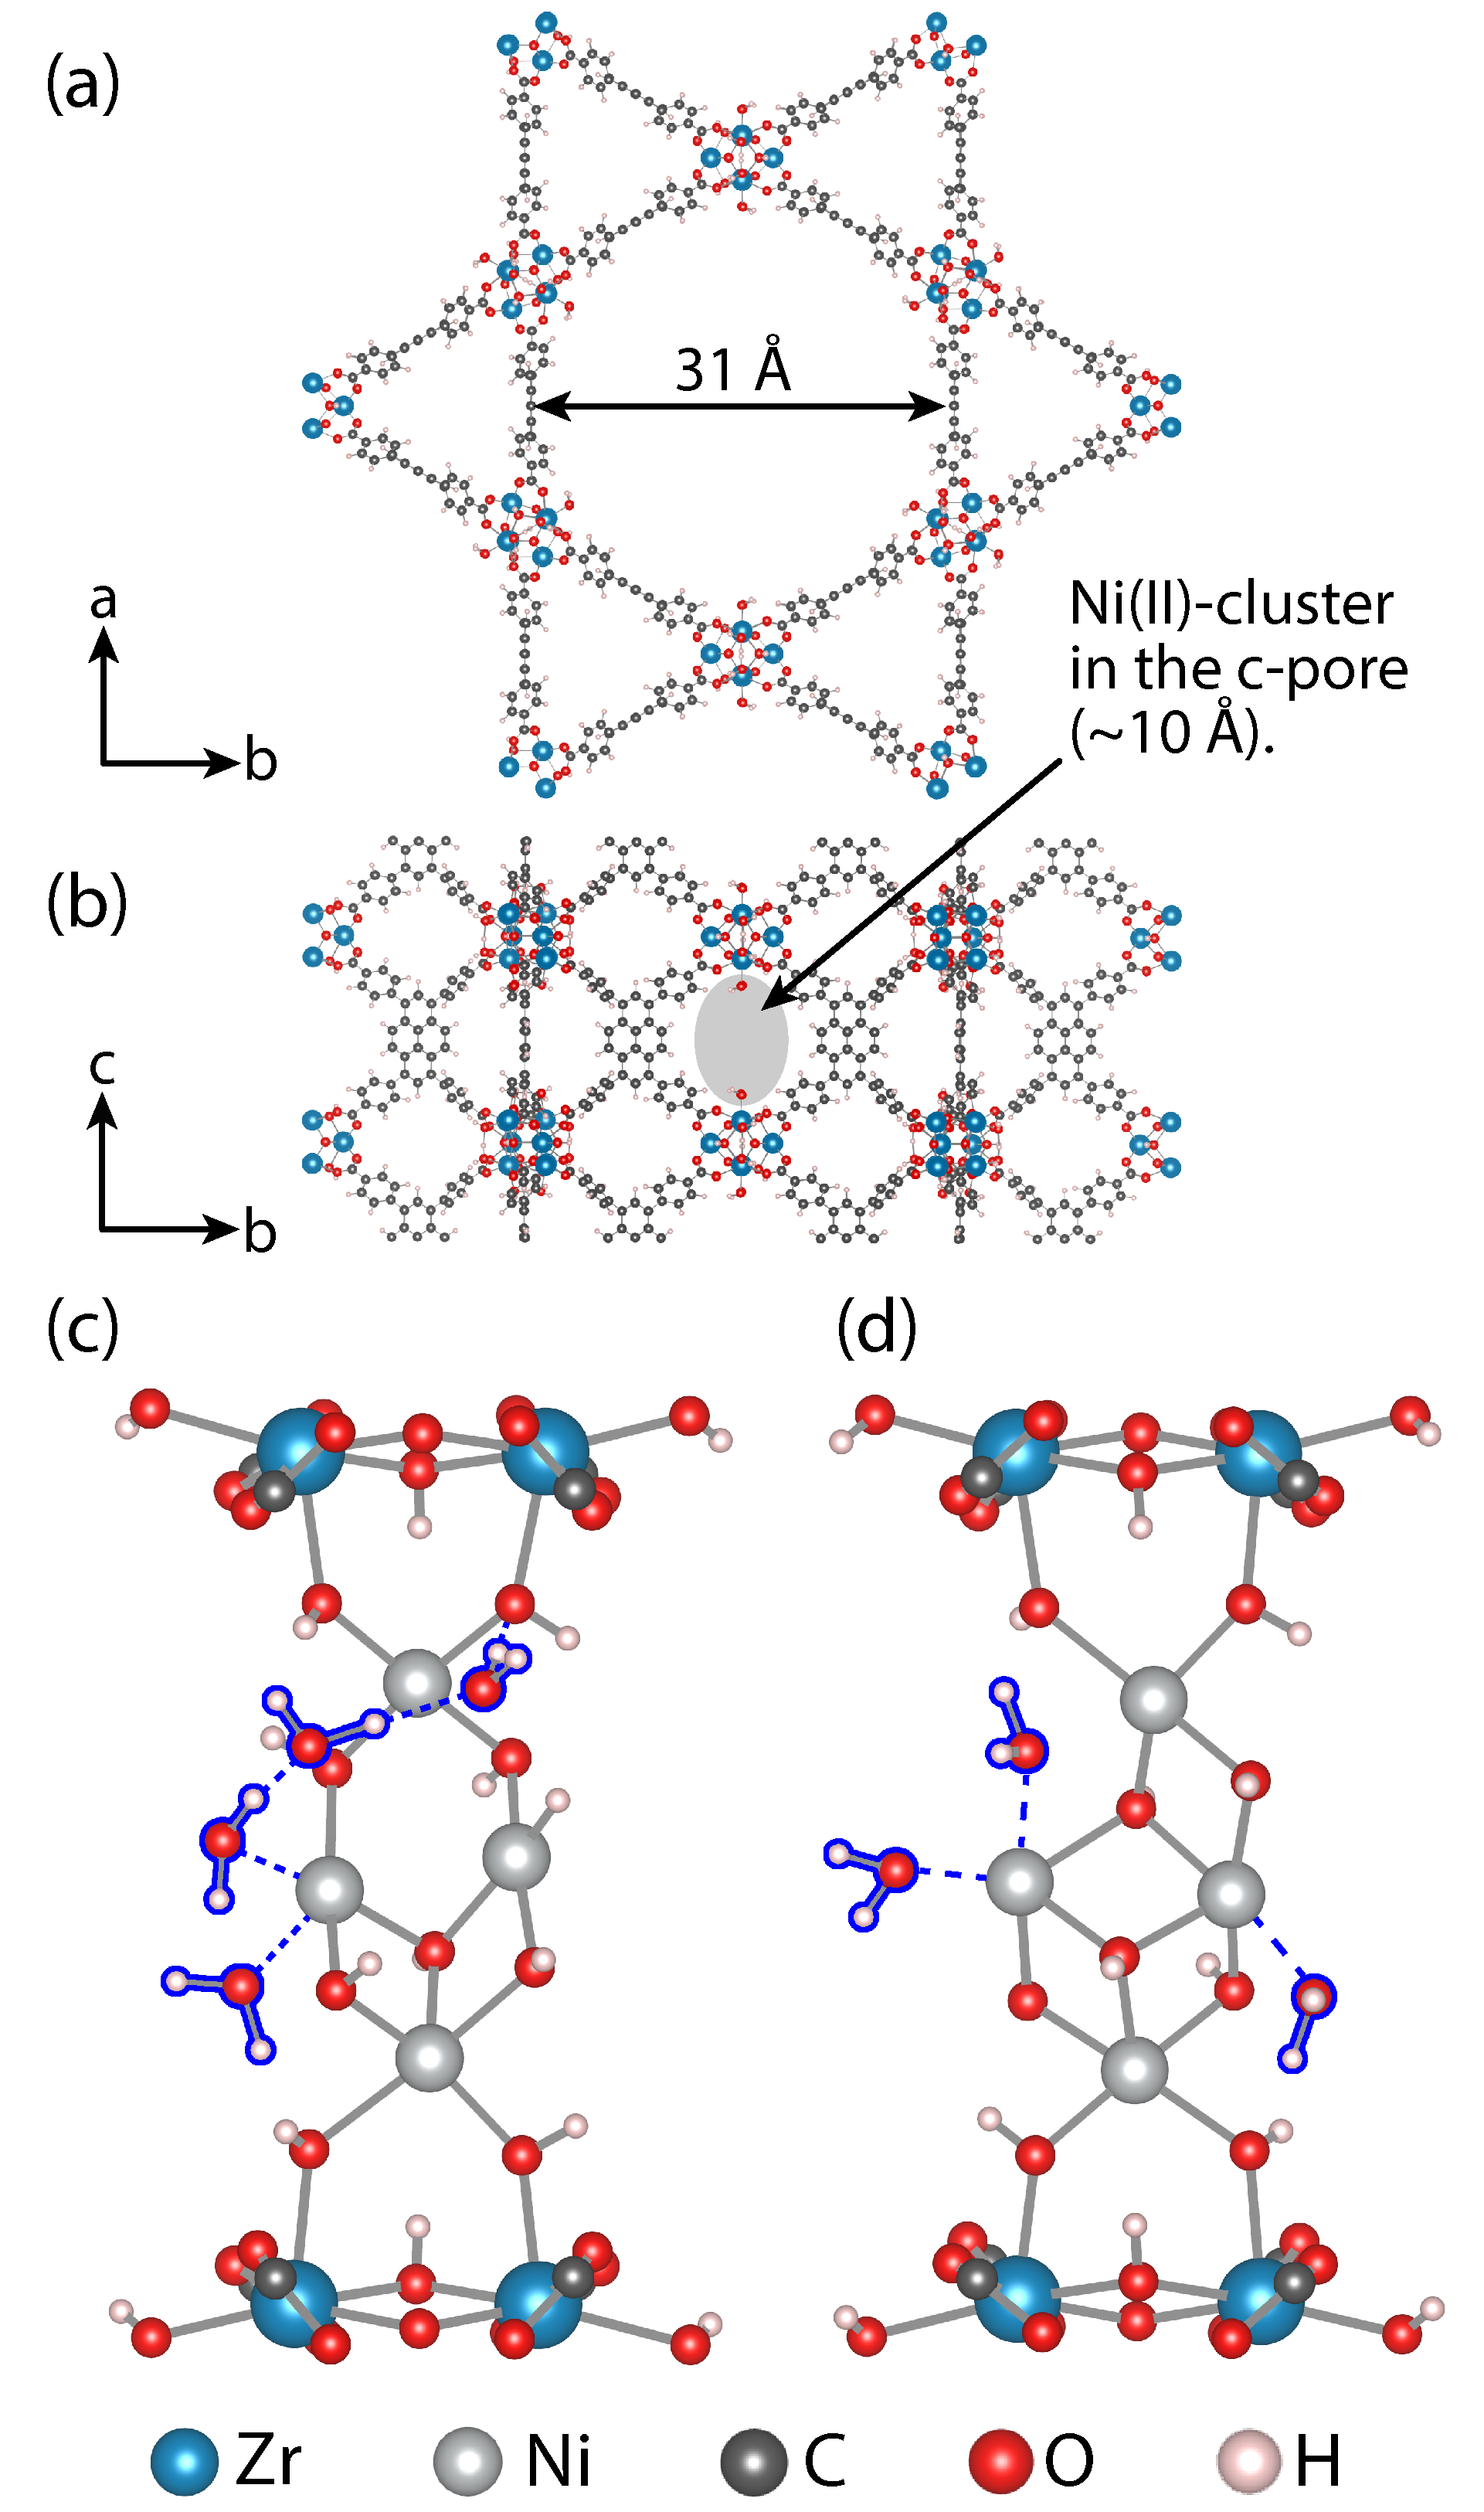 (a)
31 Å
a
b
Ni(II)-cluster
in the c-pore
(~10 Å).
(b)
c
b
(c)
(d)
Zr
Ni
C
O
H